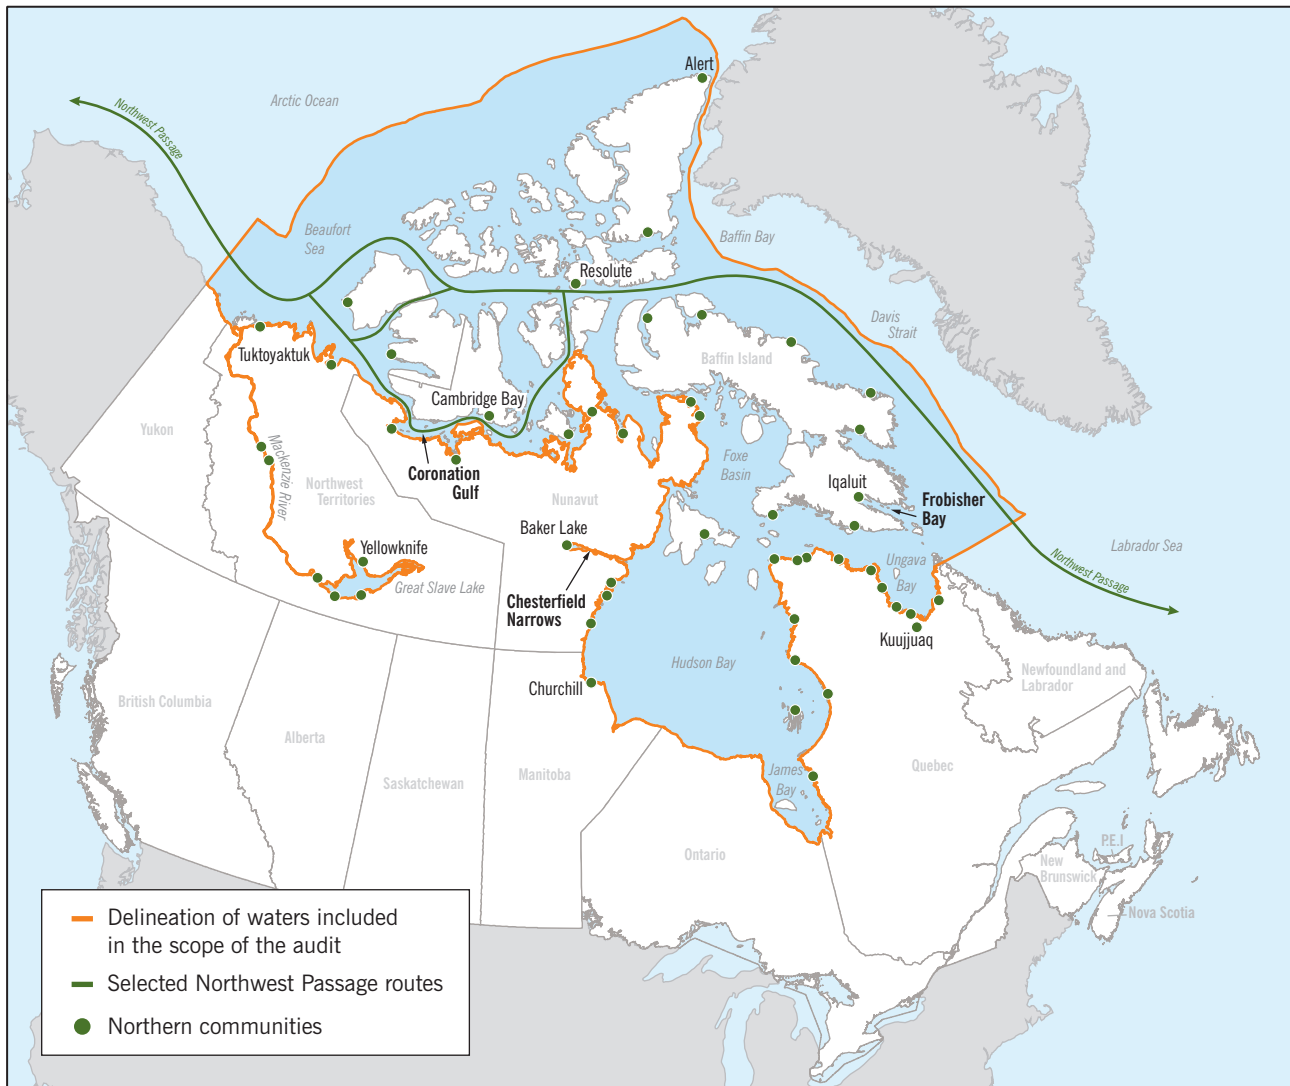 Alert
Arctic Ocean
Northwest Passage
Beaufort
Sea
Baffin Bay
Resolute
Davis
Strait
Tuktoyaktuk
Baffin Island
Cambridge Bay
Yukon
Mackenzie River
Foxe
Basin
Coronation
Gulf
Northwest
Territories
Nunavut
Iqaluit
Frobisher
Bay
Baker Lake
Yellowknife
Labrador Sea
Northwest Passage
Ungava
Bay
Great Slave Lake
Chesterfield
Narrows
Kuujjuaq
Hudson Bay
Newfoundland and
Labrador
Churchill
British Columbia
Alberta
Saskatchewan
Manitoba
James
Bay
Quebec
Ontario
P.E.I
New
Brunswick
Nova Scotia
Delineation of waters included
in the scope of the audit
Selected Northwest Passage routes
Northern communities